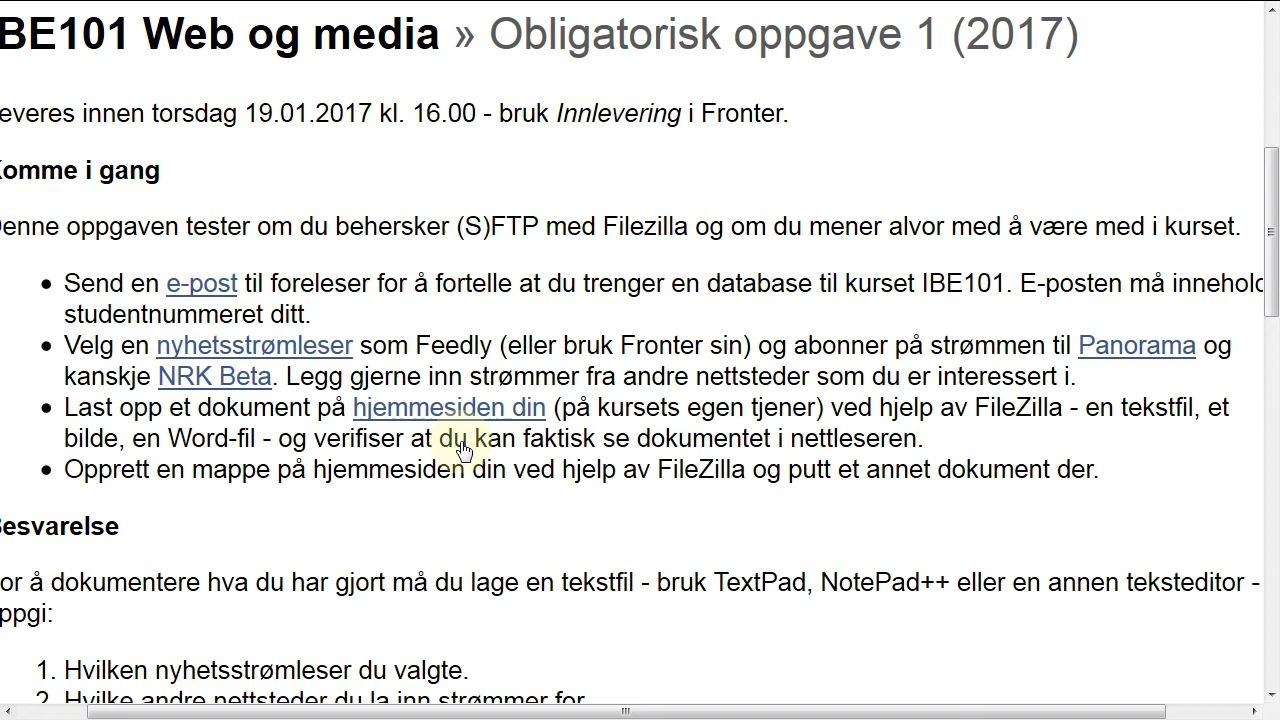 BE101 Web og media » Obligatorisk oppgave 1 (2017)
everes innen torsdag 19.01.2017 kl. 16.00 - bruk Innlevering i Fronter.
omme i gang
enne oppgaven tester om du behersker (S)FTP med Filezilla og om du mener alvor med å være med i kurset.
• Send en e-post til foreleser for å fortelle at du trenger en database til kurset IBE101. E-posten må innehold
studentnummeret ditt.
• Velg en nyhetsstrømleser som Feedly (eller bruk Fronter sin) og abonner på strømmen til Panorama og
kanskje NRK Beta. Legg gjerne inn strømmer fra andre nettsteder som du er interessert i.
• Last opp et dokument på hjemmesiden din (på kursets egen tjener) ved hjelp av FileZilla - en tekstfil, et
bilde, en Word-fil - og verifiser at du kan faktisk se dokumentet i nettleseren.
• Opprett en mappe på hjemmesiden din ved hjelp av FileZilla og putt et annet dokument der.
esvarelse
or å dokumentere hva du har gjort må du lage en tekstfil - bruk TextPad, NotePad++ eller en annen teksteditor -
ppgi:
1. Hvilken nyhetsstrømleser du valgte.
2. Hvilke andre nettsteder du la inn strømmer for